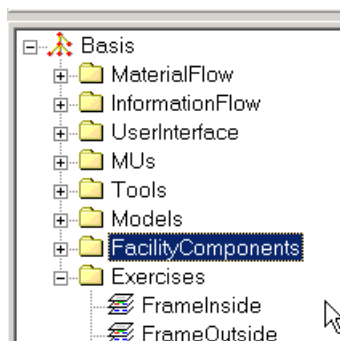 Basis
MaterialFlow
InformationFlow
UserInterface
MUs
Tools
Models
FacilityComponents
Exercises
FrameInside
FrameOutside